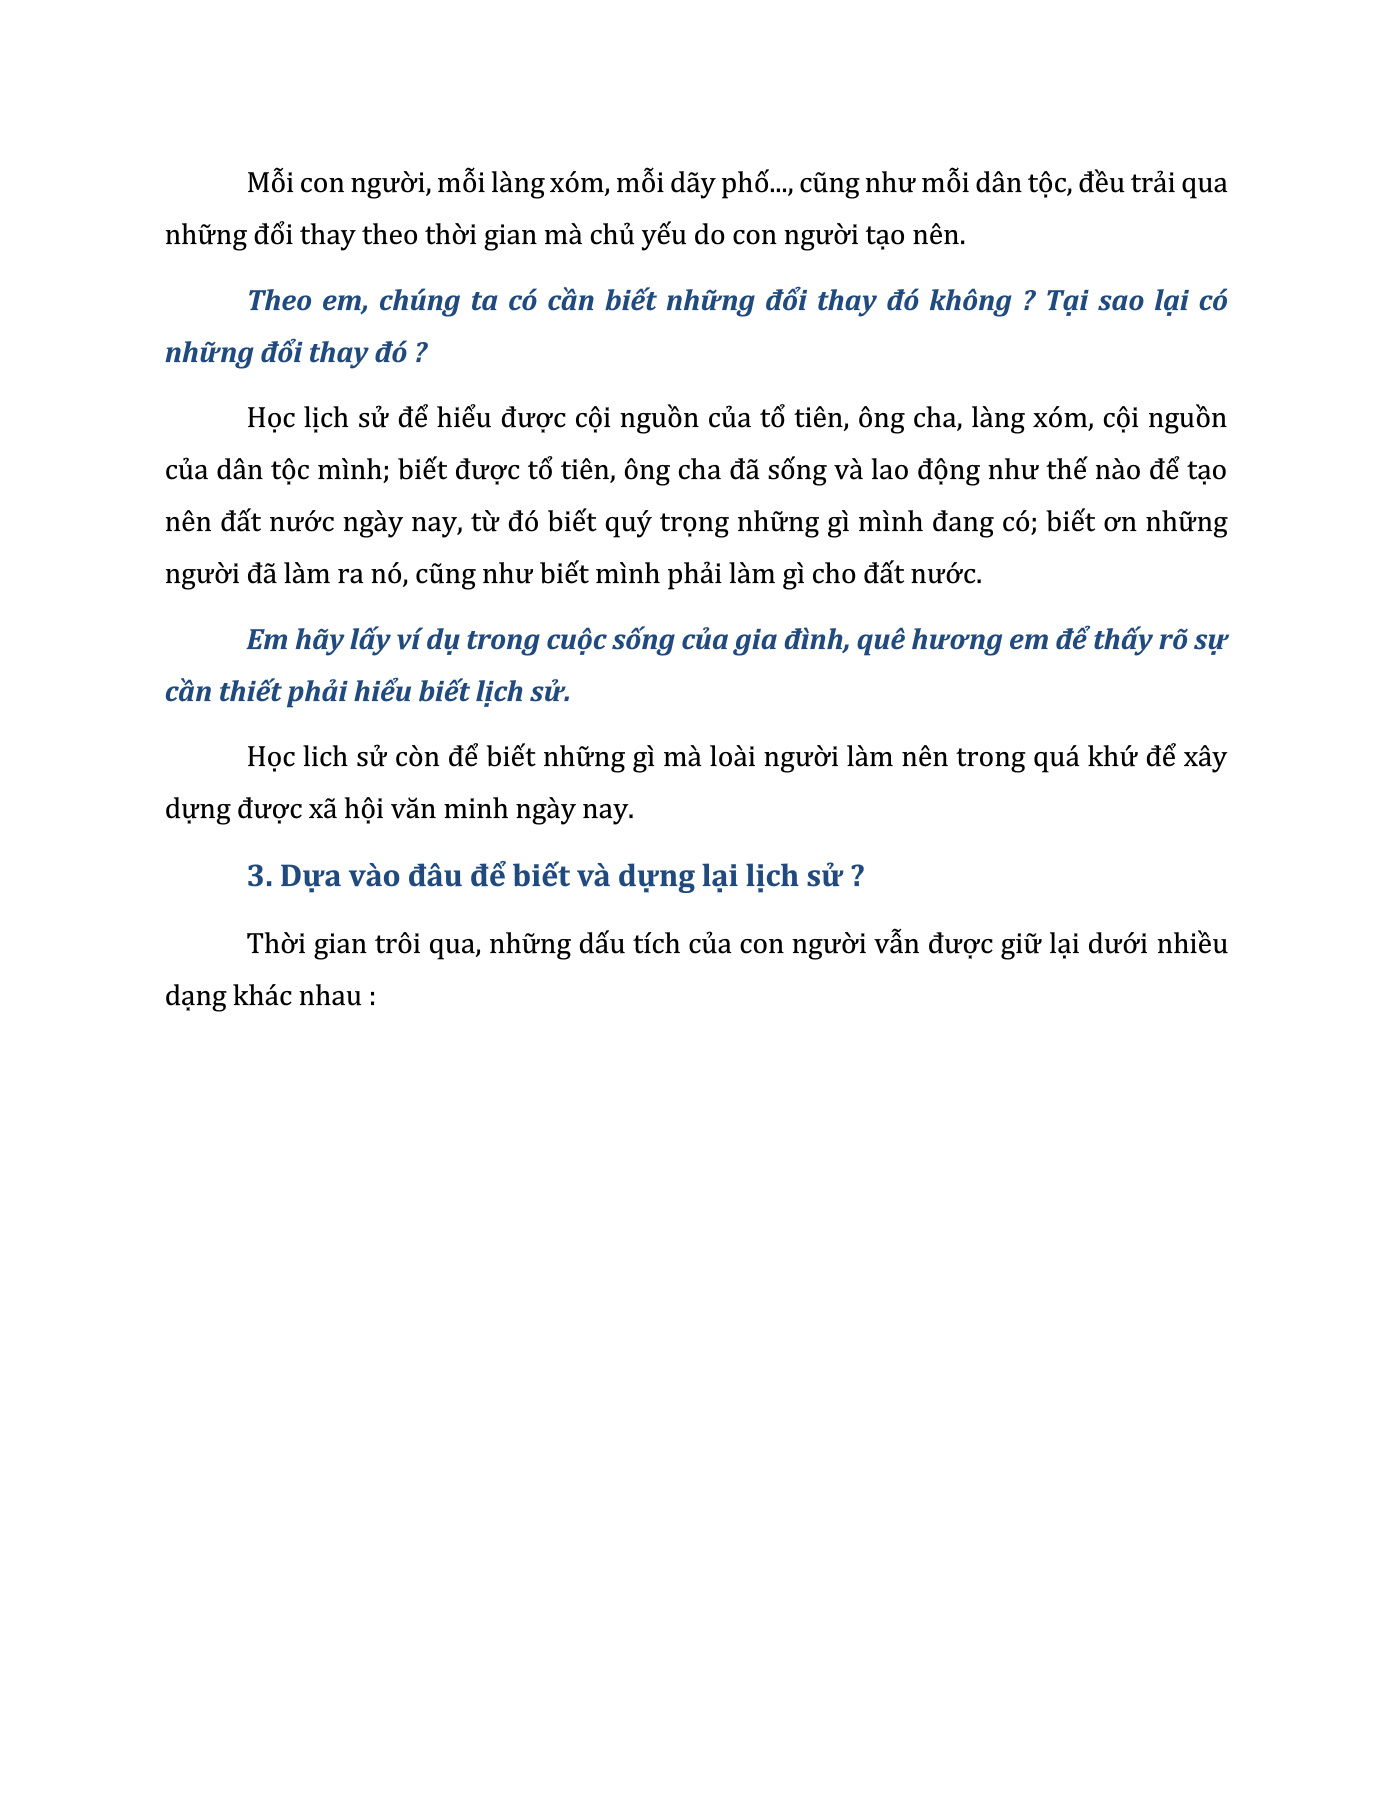 Mỗi con người, mỗi làng xóm, mỗi dãy phố..., cũng như mỗi dân tộc, đều trải qua
những đổi thay theo thời gian mà chủ yếu do con người tạo nên.
Theo em, chúng ta có cần biết những đổi thay đó không ? Tại sao lại có
những đổi thay đó ?
Học lịch sử để hiểu được cội nguồn của tổ tiên, ông cha, làng xóm, cội nguồn
của dân tộc mình; biết được tổ tiên, ông cha đã sống và lao động như thế nào để tạo
nên đất nước ngày nay, từ đó biết quý trọng những gì mình đang có; biết ơn những
người đã làm ra nó, cũng như biết mình phải làm gì cho đất nước.
Em hãy lấy ví dụ trong cuộc sống của gia đình, quê hương em để thấy rõ sự
cần thiết phải hiểu biết lịch sử.
Học lich sử còn để biết những gì mà loài người làm nên trong quá khứ để xây
dựng được xã hội văn minh ngày nay.
3. Dựa vào đâu để biết và dựng lại lịch sử ?
Thời gian trôi qua, những dấu tích của con người vẫn được giữ lại dưới nhiều
dạng khác nhau :